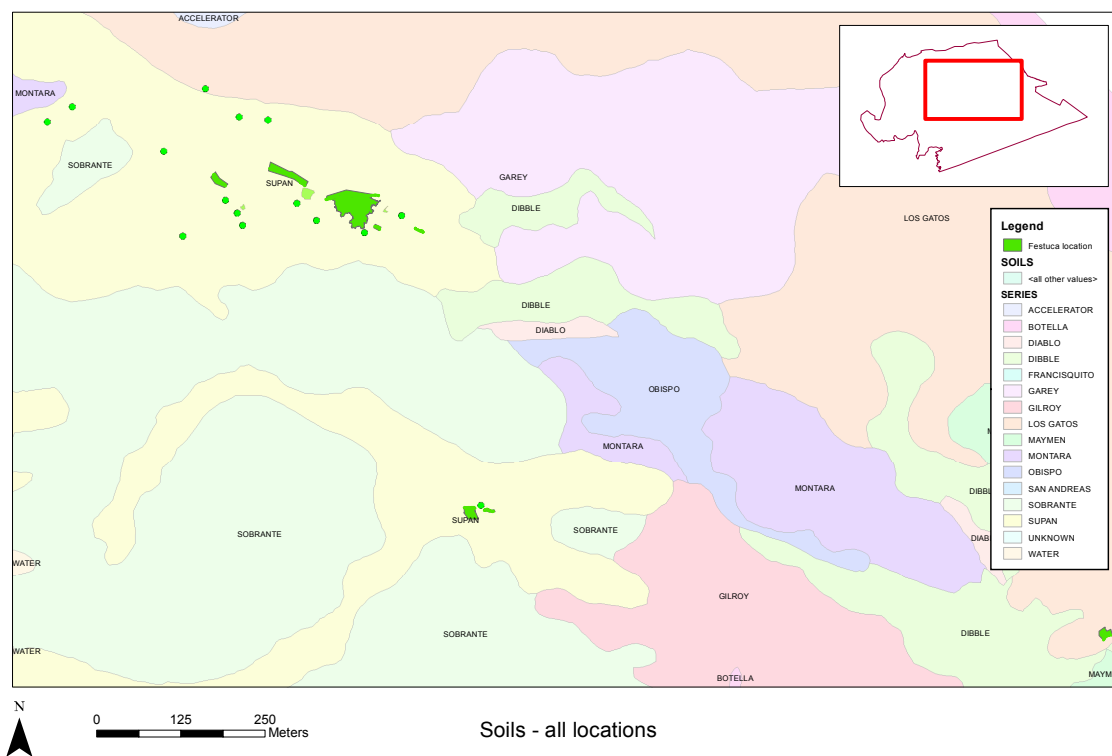 ACCELERATOR
MONTARA
SOBRANTE
SUPAN
GAREY
DIBBLE
LOS GATOS
DIBBLE
DIABLO
OBISPO
MONTARA
MONTARA
SUPAN
SOBRANTE
SOBRANTE
WATER
GILROY
SOBRANTE
WATER
DIBBLE
BOTELLA
Legend
Festuca location
SOILS
<all other values>
SERIES
ACCELERATOR
BOTELLA
DIABLO
DIBBLE
FRANCISQUITO
GAREY
GILROY
LOS GATOS
MAYMEN
MONTARA
OBISPO
SAN ANDREAS
SOBRANTE
SUPAN
UNKNOWN
WATER
N
0 125 250
Meters
Soils - all locations